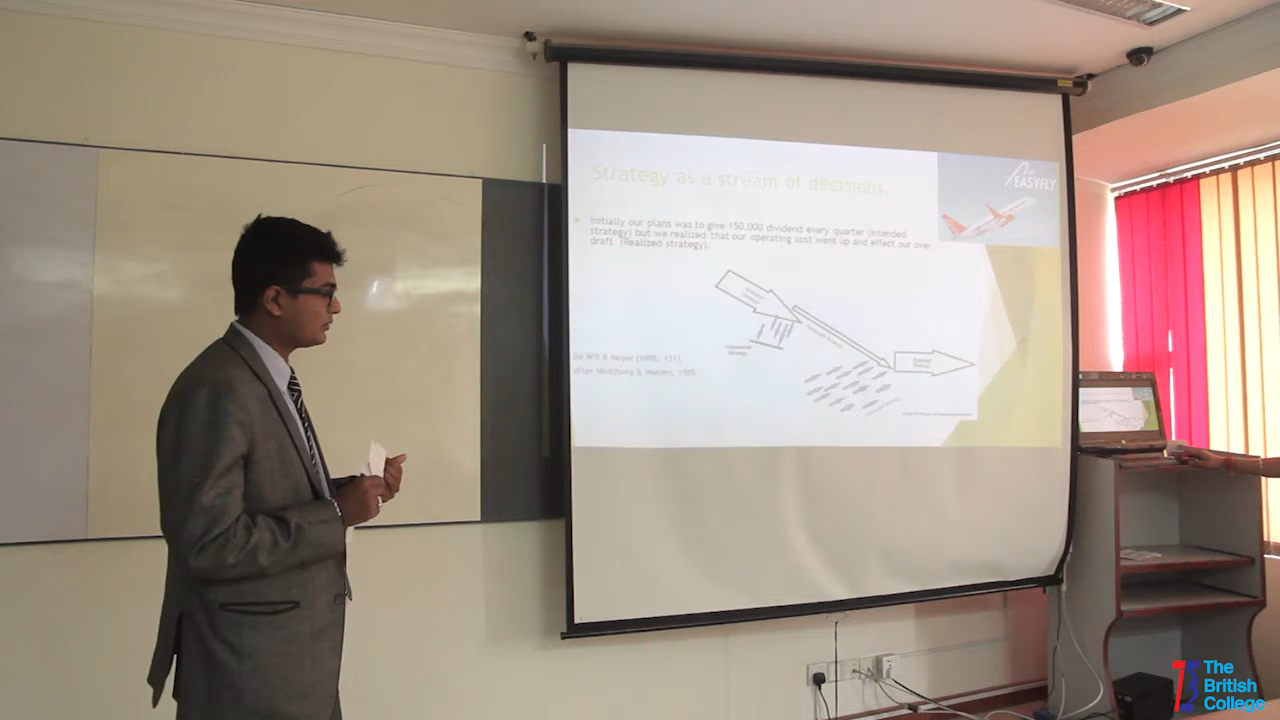 Strategy as a stream of decisions.
EASYFLY
Initially our plans was to give 150,000 dividend every quarter (intended
strategy) but we realized that our operating cost went up and effect our over
draft. (Realized strategy).
De Wit & Meyer (1998, 151),
after Mintzberg & Waters, 1985
The
British
College